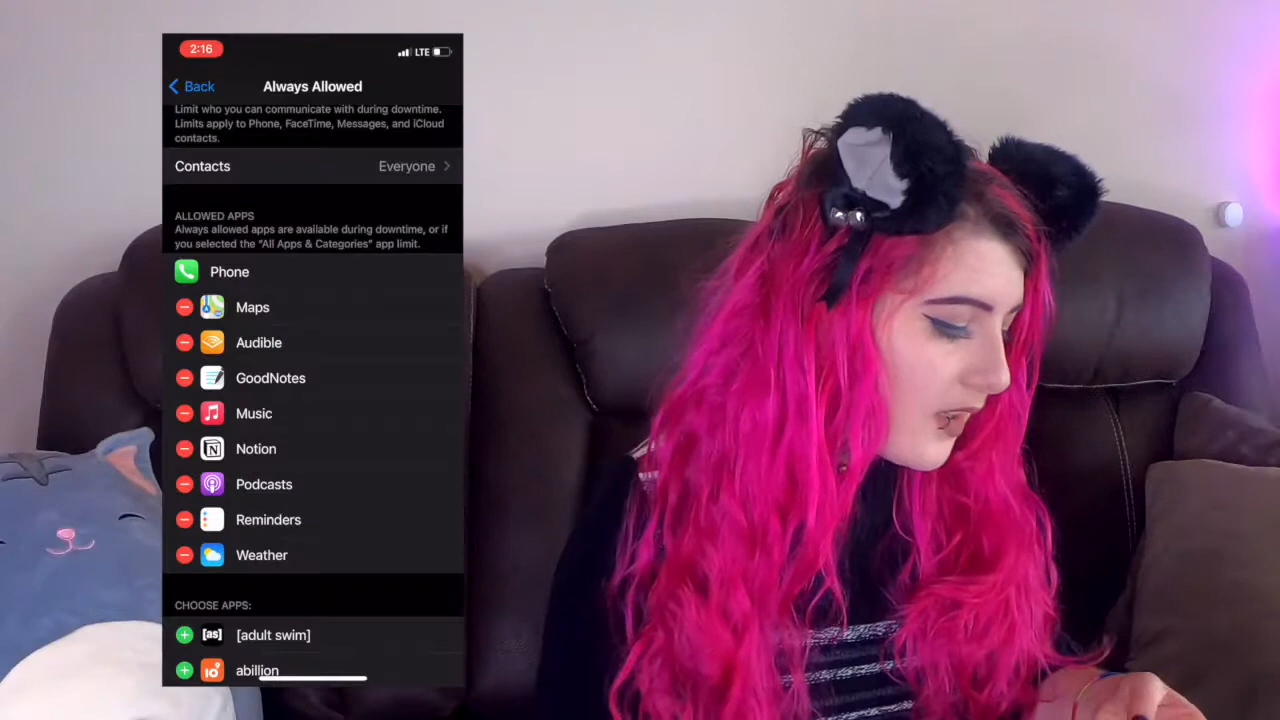 2:16
LTE
Back
Always Allowed
Limit who you can communicate with during downtime.
Limits apply to Phone, FaceTime, Messages, and iCloud
contacts.
Contacts
Everyone
ALLOWED APPS
Always allowed apps are available during downtime, or if
you selected the “All Apps & Categories” app limit.
Phone
Maps
Audible
GoodNotes
Music
Notion
Podcasts
Reminders
Weather
CHOOSE APPS:
[as] [adult swim]
abillion